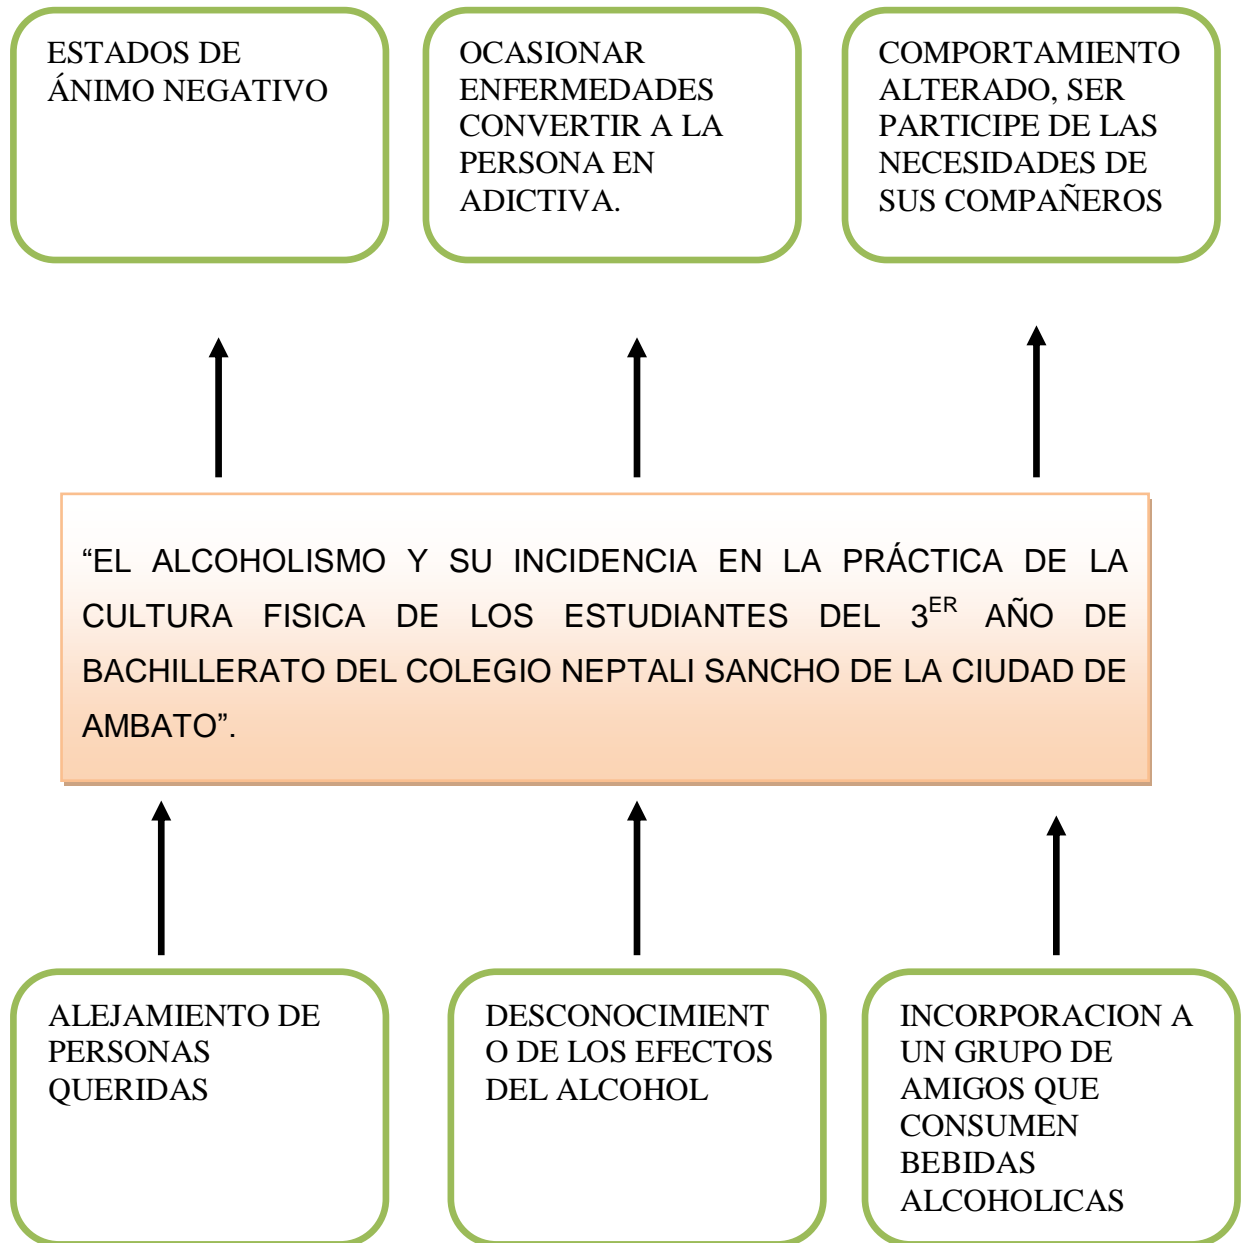 ESTADOS DE
ÁNIMO NEGATIVO
OCASIONAR
ENFERMEDADES
CONVERTIR A LA
PERSONA EN
ADICTIVA.
COMPORTAMIENTO
ALTERADO, SER
PARTICIPE DE LAS
NECESIDADES DE
SUS COMPAÑEROS
“EL ALCOHOLISMO Y SU INCIDENCIA EN LA PRÁCTICA DE LA
CULTURA FISICA DE LOS ESTUDIANTES DEL 3ER AÑO DE
BACHILLERATO DEL COLEGIO NEPTALI SANCHO DE LA CIUDAD DE
AMBATO”.
ALEJAMIENTO DE
PERSONAS
QUERIDAS
DESCONOCIMIENT
O DE LOS EFECTOS
DEL ALCOHOL
INCORPORACION A
UN GRUPO DE
AMIGOS QUE
CONSUMEN
BEBIDAS
ALCOHOLICAS